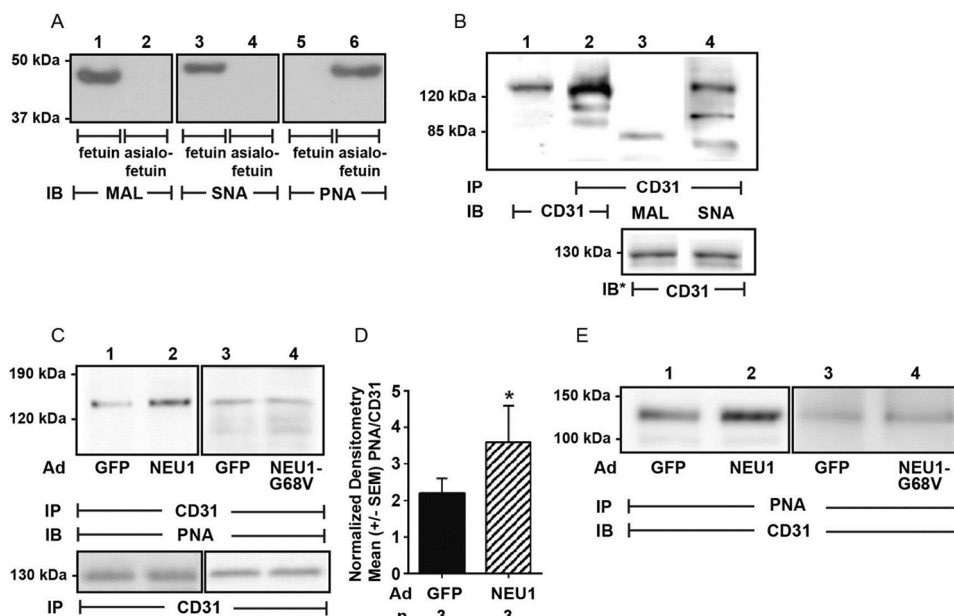 A
1 2 3 4 5 6
50 kDa
37 kDa
fetuin asialo-fetuin fetuin asialo-fetuin fetuin asialo-fetuin
IB MAL SNA PNA
B
1 2 3 4
120 kDa
85 kDa
IP CD31
IB CD31 MAL SNA
130 kDa
IB* CD31
C
1 2 3 4
190 kDa
120 kDa
Ad GFP NEU1 GFP NEU1-G68V
IP CD31
IB PNA
130 kDa
IP CD31
D
Normalized Densitometry
Mean (+/- SEM) PNA/CD31
5
4
3
2
1
0
*
Ad GFP NEU1
n 3 3
E
1 2 3 4
150 kDa
100 kDa
Ad GFP NEU1 GFP NEU1-G68V
IP PNA
IB CD31